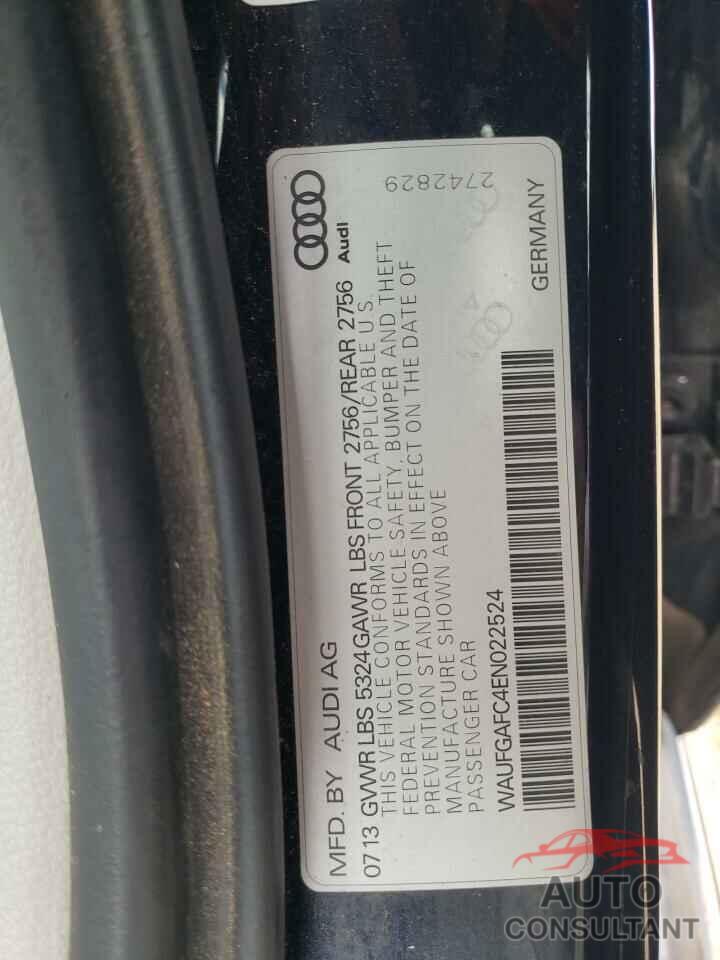 MFD. BY AUDI AG
Audi
0713 GVWR LBS 5324 GAWR LBS FRONT 2756/REAR 2756
THIS VEHICLE CONFORMS TO ALL APPLICABLE U S.
FEDERAL MOTOR VEHICLE SAFETY, BUMPER AND THEFT
PREVENTION STANDARDS IN EFFECT ON THE DATE OF
MANUFACTURE SHOWN ABOVE
PASSENGER CAR
2742829
WAUFGAFC4EN022524
GERMANY
AUTO
CONSULTANT